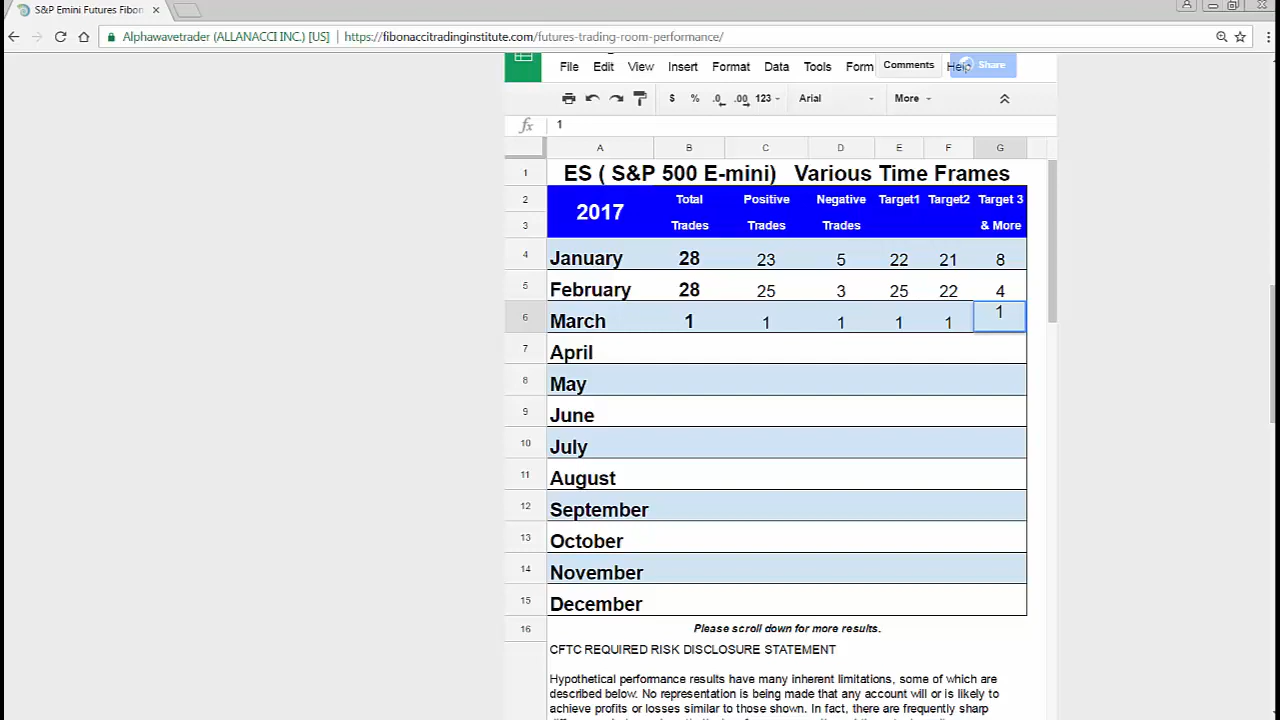 S&P Emini Futures Fibon
Alphawavetrader (ALLANACCI INC.) [US] https://fibonaccitradinginstitute.com/futures-trading-room-performance/
File Edit View Insert Format Data Tools Form Comments Help Share
$ % .0 .00 123 Arial More
fx 1
A B C D E F G
1 ES ( S&P 500 E-mini) Various Time Frames
2 2017 Total Positive Negative Target1 Target2 Target 3
3 Trades Trades Trades & More
4 January 28 23 5 22 21 8
5 February 28 25 3 25 22 4
6 March 1 1 1 1 1 1
7 April
8 May
9 June
10 July
11 August
12 September
13 October
14 November
15 December
16 Please scroll down for more results.
CFTC REQUIRED RISK DISCLOSURE STATEMENT
Hypothetical performance results have many inherent limitations, some of which are
described below. No representation is being made that any account will or is likely to
achieve profits or losses similar to those shown. In fact, there are frequently sharp